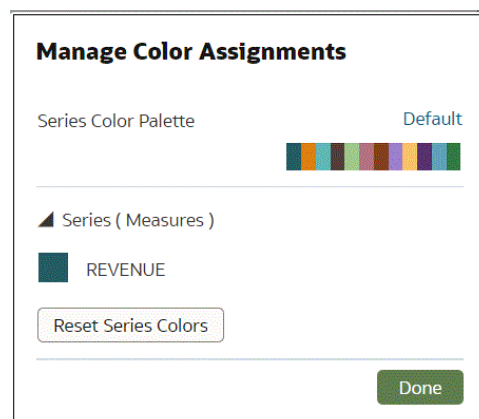 Manage Color Assignments
Series Color Palette
Default
Series ( Measures )
REVENUE
Reset Series Colors
Done